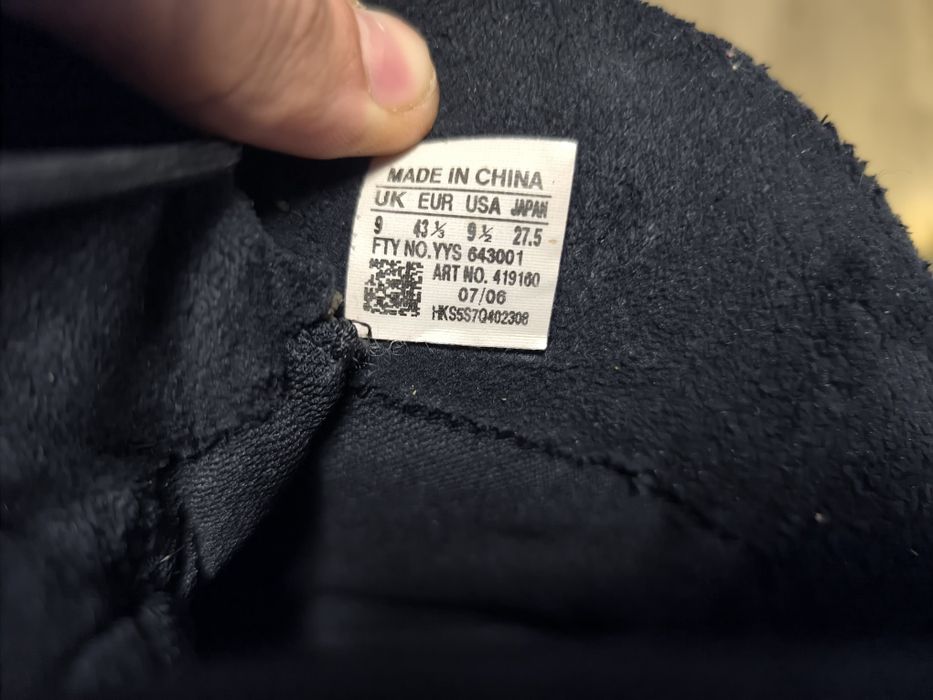 MADE IN CHINA
UK EUR USA JAPAN
9 43⅓ 9½ 27.5
FTY NO.YYS 643001
ART NO. 419160
07/06
HKS5S7Q402308